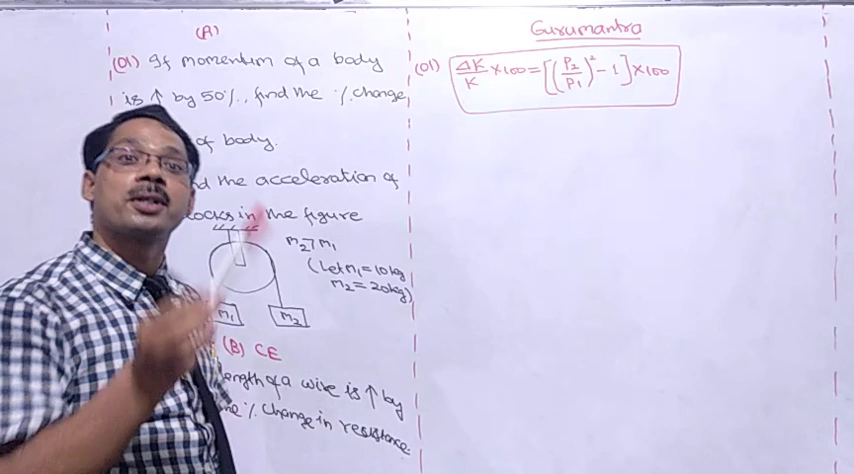 (A)
(01) If momentum of a body
is ↑ by 50%, find the % change
of body.
the acceleration of
in the figure
m₂>m₁
(Let m₁=10kg
m₂=20kg)
m₁
m₂
(B) CE
length of a wire is ↑ by
% change in resistance.
Gurumantra
(01) ΔK/K ×100 = [(P₂/P₁)² - 1] ×100